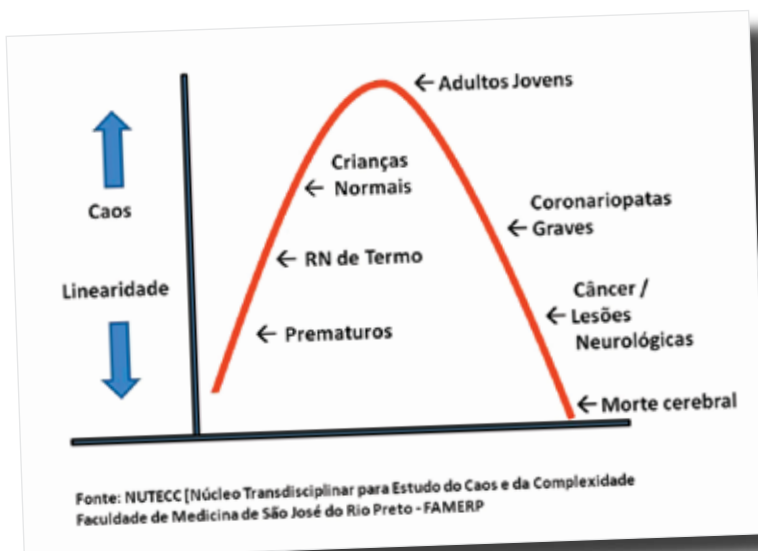 ← Adultos Jovens
Crianças
← Normais
Caos
Coronariopatas
← Graves
← RN de Termo
Linearidade
Câncer /
← Lesões
Neurológicas
← Prematuros
← Morte cerebral
Fonte: NUTECC [Núcleo Transdisciplinar para Estudo do Caos e da Complexidade
Faculdade de Medicina de São José do Rio Preto - FAMERP